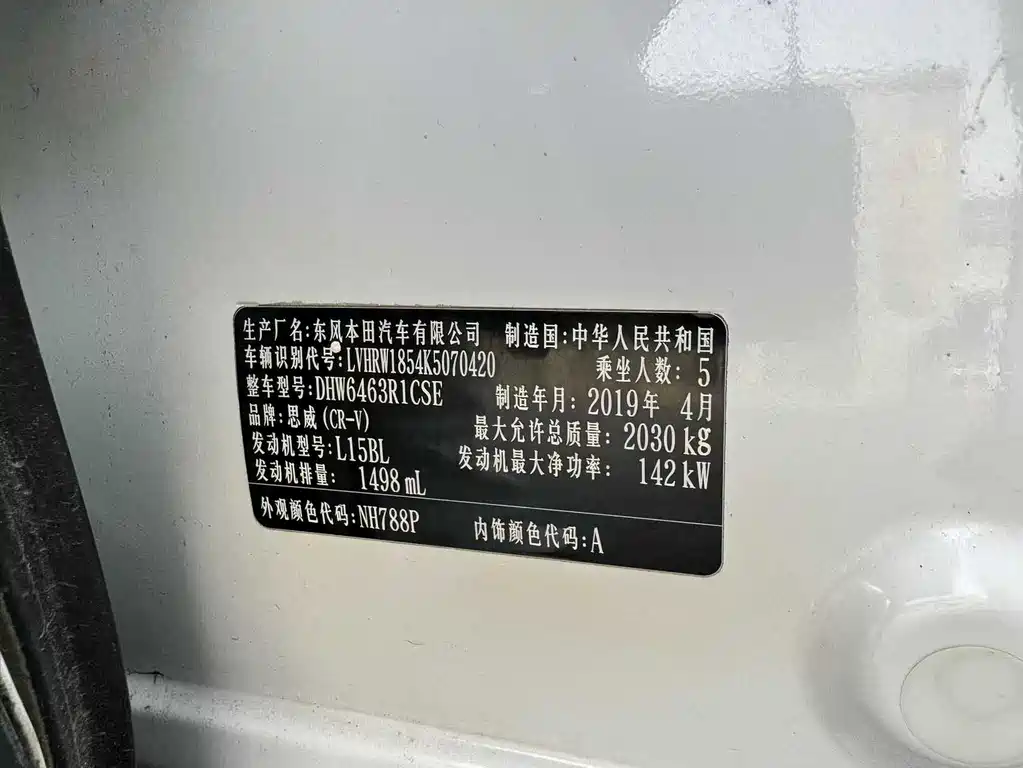 生产厂名:东风本田汽车有限公司 制造国:中华人民共和国
车辆识别代号:LVHRW1854K5070420 乘坐人数: 5
整车型号:DHW6463R1CSE 制造年月: 2019年 4月
品牌:思威(CR-V) 最大允许总质量: 2030 kg
发动机型号:L15BL 发动机最大净功率: 142 kW
发动机排量: 1498 mL
外观颜色代码:NH788P 内饰颜色代码:A